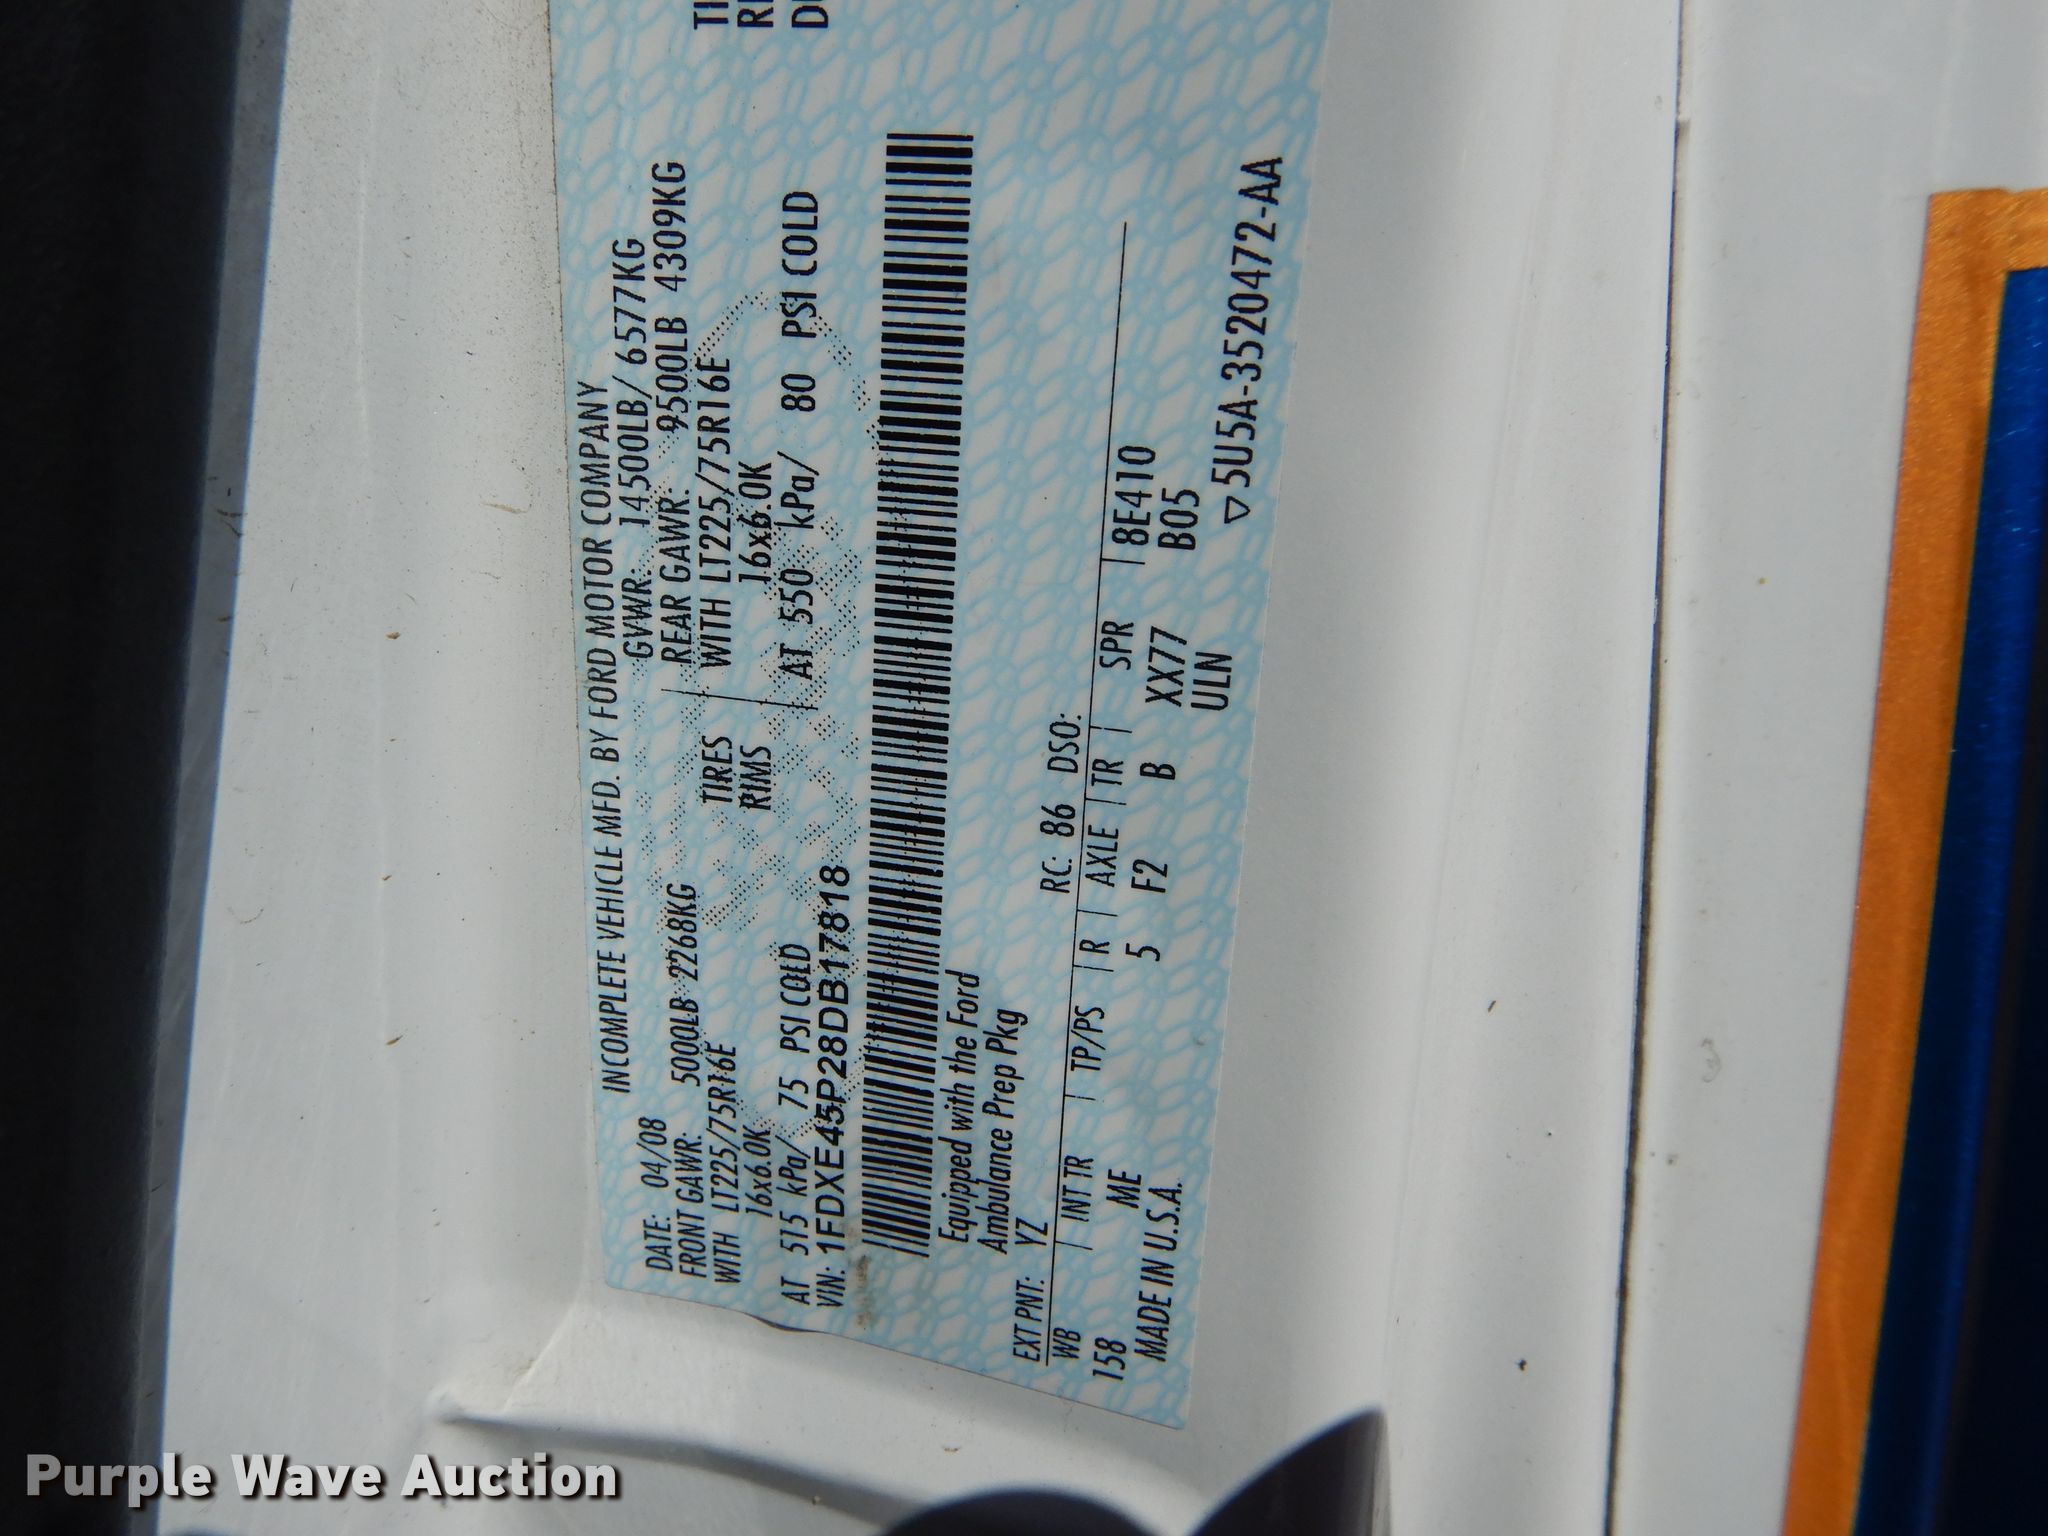 INCOMPLETE VEHICLE MFD. BY FORD MOTOR COMPANY
DATE: 04/08 GVWR: 14500LB/ 6577KG
FRONT GAWR: 5000LB 2268KG REAR GAWR: 9500LB 4309KG
WITH LT225/75R16E TIRES WITH LT225/75R16E
16x6.0K RIMS 16x6.0K
AT 515 kPa/ 75 PSI COLD AT 550 kPa/ 80 PSI COLD
VIN: 1FDXE45P28DB17818
Equipped with the Ford
Ambulance Prep Pkg
EXT PNT: YZ RC: 86 DSO:
WB INT TR TP/PS R AXLE TR SPR
158 ME 5 F2 B XX77 8E410
MADE IN U.S.A. ULN B05
▽5U5A-3520472-AA
Purple Wave Auction